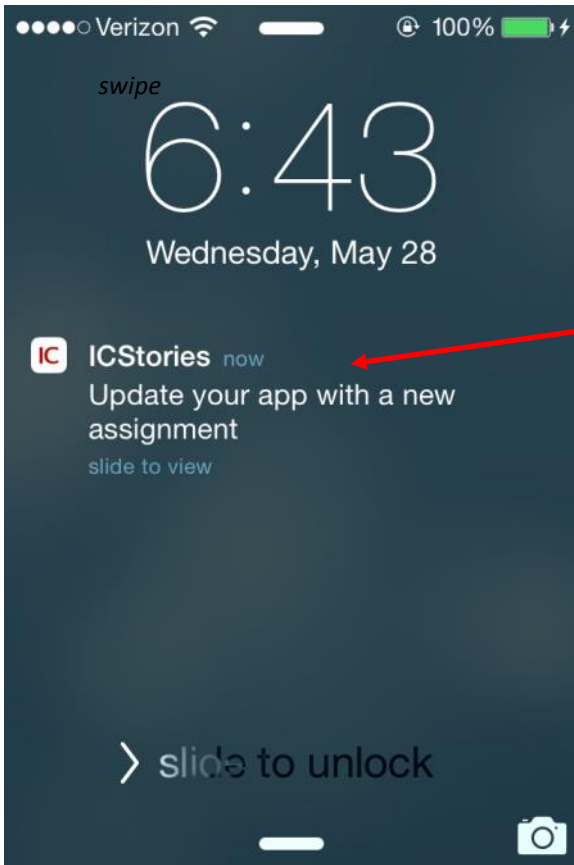 Verizon 100%
swipe
6:43
Wednesday, May 28
IC ICStories now
Update your app with a new
assignment
slide to view
slide to unlock